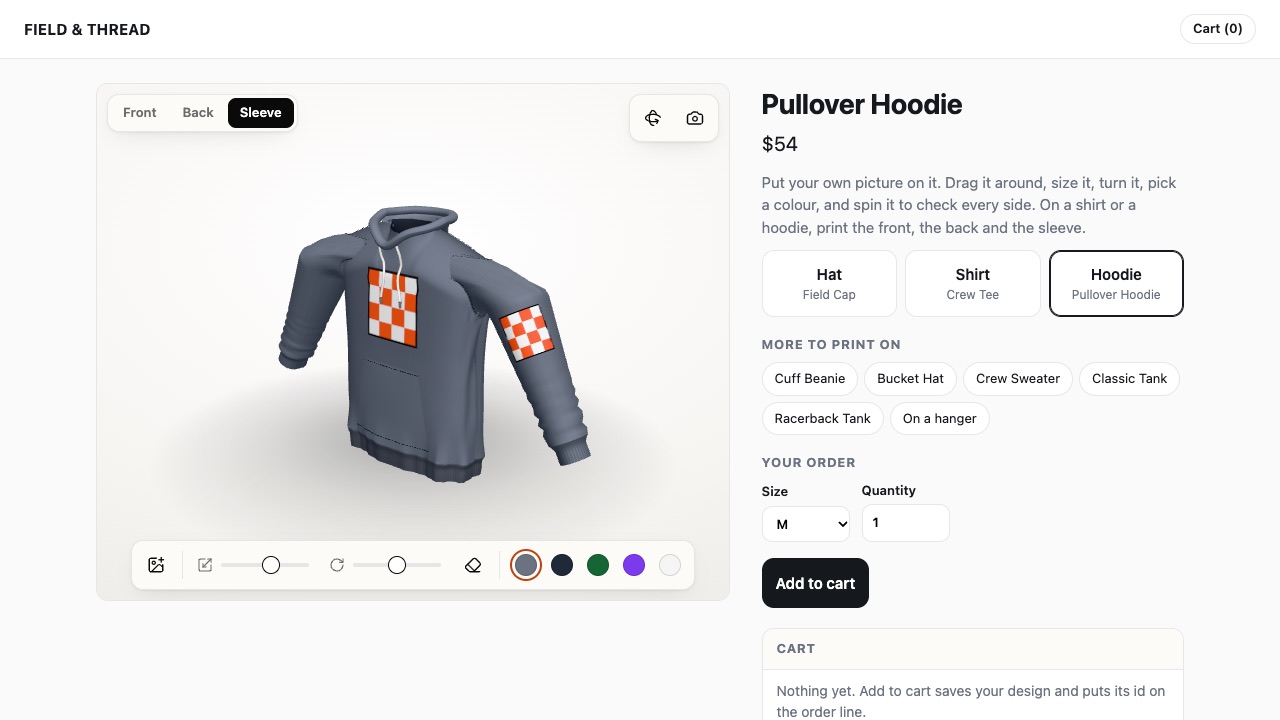 FIELD & THREAD
Cart (0)
Front
Back
Sleeve
Pullover Hoodie
$54
Put your own picture on it. Drag it around, size it, turn it, pick
a colour, and spin it to check every side. On a shirt or a
hoodie, print the front, the back and the sleeve.
Hat
Field Cap
Shirt
Crew Tee
Hoodie
Pullover Hoodie
MORE TO PRINT ON
Cuff Beanie
Bucket Hat
Crew Sweater
Classic Tank
Racerback Tank
On a hanger
YOUR ORDER
Size
Quantity
M
1
Add to cart
CART
Nothing yet. Add to cart saves your design and puts its id on
the order line.